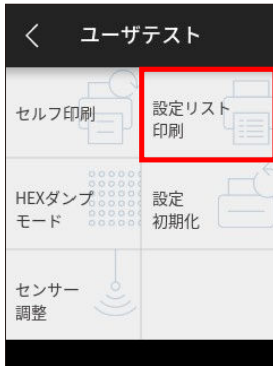 ユーザテスト
セルフ印刷
設定リスト
印刷
HEXダンプ
モード
設定
初期化
センサー
調整